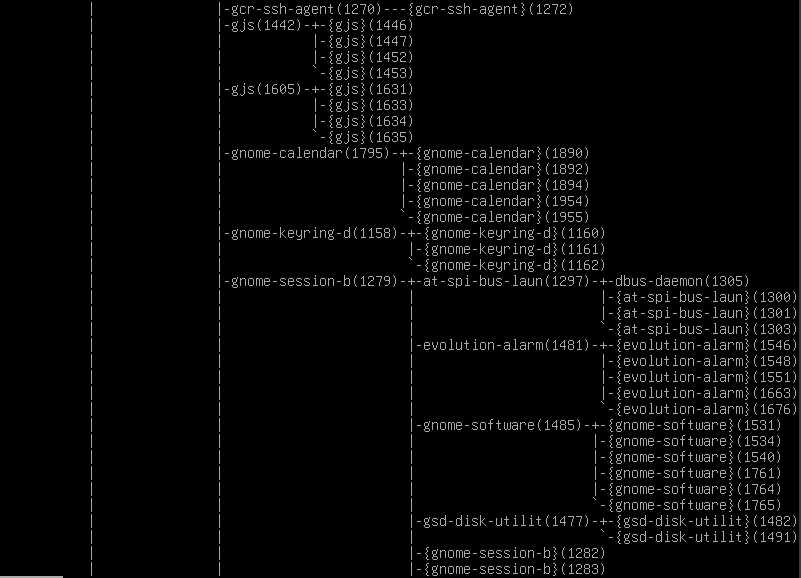 |               |-gcr-ssh-agent(1270)---{gcr-ssh-agent}(1272)
|               |-gjs(1442)-+-{gjs}(1446)
|               |           |-{gjs}(1447)
|               |           |-{gjs}(1452)
|               |           `-{gjs}(1453)
|               |-gjs(1605)-+-{gjs}(1631)
|               |           |-{gjs}(1633)
|               |           |-{gjs}(1634)
|               |           `-{gjs}(1635)
|               |-gnome-calendar(1795)-+-{gnome-calendar}(1890)
|               |                      |-{gnome-calendar}(1892)
|               |                      |-{gnome-calendar}(1894)
|               |                      |-{gnome-calendar}(1954)
|               |                      `-{gnome-calendar}(1955)
|               |-gnome-keyring-d(1158)-+-{gnome-keyring-d}(1160)
|               |                       |-{gnome-keyring-d}(1161)
|               |                       `-{gnome-keyring-d}(1162)
|               |-gnome-session-b(1279)-+-at-spi-bus-laun(1297)-+-dbus-daemon(1305)
|               |                       |                       |-{at-spi-bus-laun}(1300)
|               |                       |                       |-{at-spi-bus-laun}(1301)
|               |                       |                       `-{at-spi-bus-laun}(1303)
|               |                       |-evolution-alarm(1481)-+-{evolution-alarm}(1546)
|               |                       |                       |-{evolution-alarm}(1548)
|               |                       |                       |-{evolution-alarm}(1551)
|               |                       |                       |-{evolution-alarm}(1663)
|               |                       |                       `-{evolution-alarm}(1676)
|               |                       |-gnome-software(1485)-+-{gnome-software}(1531)
|               |                       |                      |-{gnome-software}(1534)
|               |                       |                      |-{gnome-software}(1540)
|               |                       |                      |-{gnome-software}(1761)
|               |                       |                      |-{gnome-software}(1764)
|               |                       |                      `-{gnome-software}(1765)
|               |                       |-gsd-disk-utilit(1477)-+-{gsd-disk-utilit}(1482)
|               |                       |                       `-{gsd-disk-utilit}(1491)
|               |                       |-{gnome-session-b}(1282)
|               |                       |-{gnome-session-b}(1283)